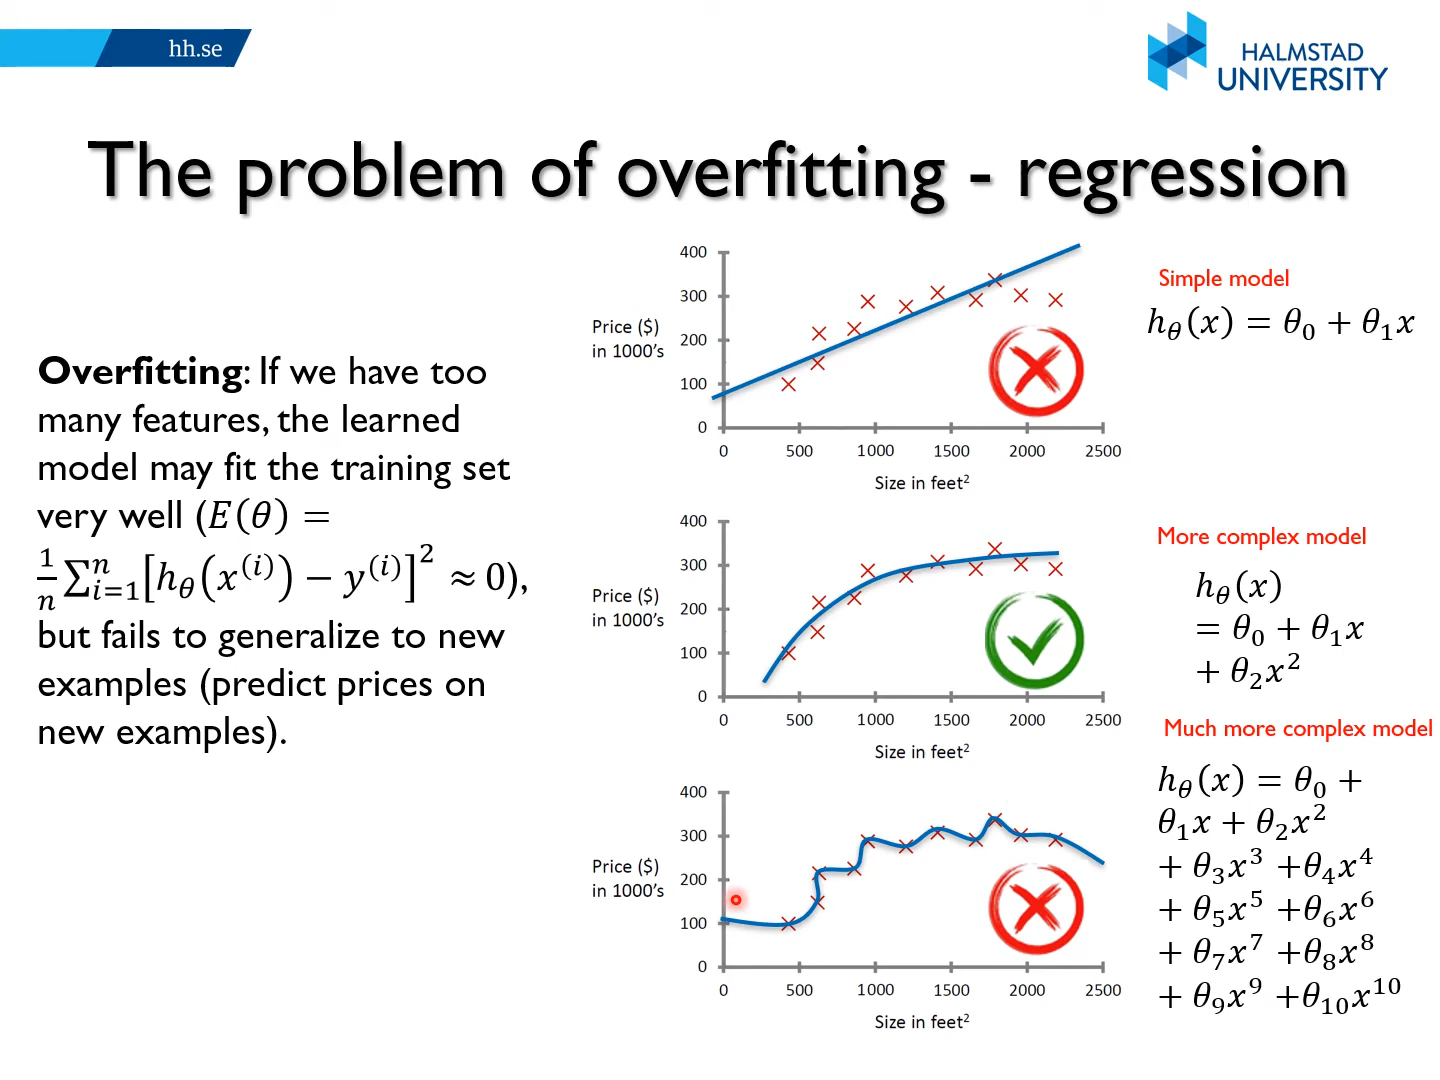 hh.se
HALMSTAD
UNIVERSITY
The problem of overfitting - regression
Overfitting: If we have too
many features, the learned
model may fit the training set
very well (E(θ) =
1/n ∑ⁿᵢ₌₁[h_θ(x⁽ⁱ⁾) − y⁽ⁱ⁾]² ≈ 0),
but fails to generalize to new
examples (predict prices on
new examples).
400
300
200
100
0
Price ($)
in 1000's
0 500 1000 1500 2000 2500
Size in feet²
Simple model
h_θ(x) = θ₀ + θ₁x
400
300
200
100
0
Price ($)
in 1000's
0 500 1000 1500 2000 2500
Size in feet²
More complex model
h_θ(x)
= θ₀ + θ₁x
+ θ₂x²
400
300
200
100
0
Price ($)
in 1000's
0 500 1000 1500 2000 2500
Size in feet²
Much more complex model
h_θ(x) = θ₀ +
θ₁x + θ₂x²
+ θ₃x³ +θ₄x⁴
+ θ₅x⁵ +θ₆x⁶
+ θ₇x⁷ +θ₈x⁸
+ θ₉x⁹ +θ₁₀x¹⁰